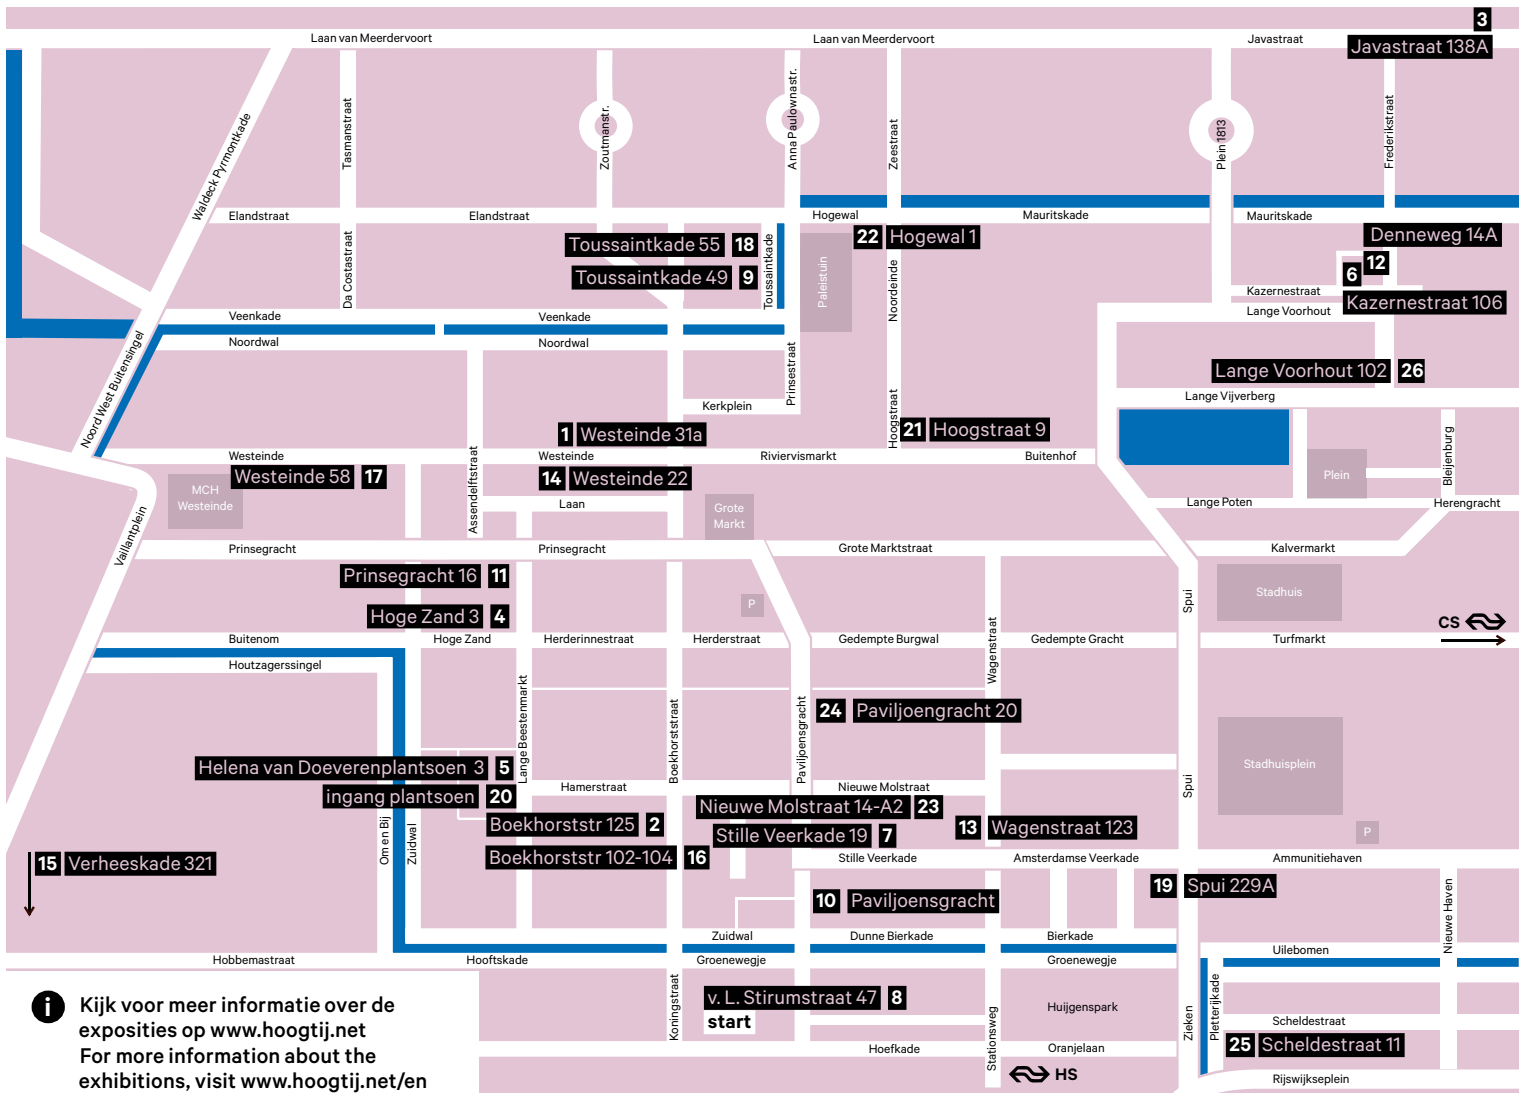 3
Laan van Meerdervoort
Laan van Meerdervoort
Javastraat
Javastraat 138A
Waldeck Pyrmontkade
Tasmanstraat
Zoutmanstr.
Anna Paulownastr.
Zeestraat
Plein 1813
Frederikstraat
Elandstraat
Elandstraat
Hogewal
Mauritskade
Mauritskade
Da Costastraat
Toussaintkade 55 18
Toussaintkade 49 9
Toussaintkade
Paleistuin
22 Hogewal 1
Noordeinde
Denneweg 14A
12
6
Kazernestraat
Kazernestraat 106
Lange Voorhout
Veenkade
Veenkade
Noordwal
Noordwal
Noord West Buitensingel
Prinsestraat
Lange Voorhout 102 26
Kerkplein
Lange Vijverberg
Hoogstraat
1 Westeinde 31a
21 Hoogstraat 9
Westeinde
Westeinde
Riviervismarkt
Buitenhof
Westeinde 58 17
14 Westeinde 22
MCH
Westeinde
Assendelftstraat
Laan
Grote
Markt
Plein
Bleijenburg
Lange Poten
Herengracht
Vaillantplein
Prinsegracht
Prinsegracht
Grote Marktstraat
Kalvermarkt
Prinsegracht 16 11
Hoge Zand 3 4
P
Spui
Stadhuis
CS
Buitenom
Hoge Zand
Herderinnestraat
Herderstraat
Gedempte Burgwal
Wagenstraat
Gedempte Gracht
Turfmarkt
Houtzagerssingel
Lange Beestenmarkt
Boekhorststraat
Paviljoensgracht
24 Paviljoengracht 20
Helena van Doeverenplantsoen 3 5
ingang plantsoen 20
Hamerstraat
Nieuwe Molstraat
Spui
Stadhuisplein
Boekhorststr 125 2
Nieuwe Molstraat 14-A2 23
Stille Veerkade 19 7
13 Wagenstraat 123
P
Om en Bij
Zuidwal
Boekhorststr 102-104 16
Stille Veerkade
Amsterdamse Veerkade
Ammunitiehaven
15 Verheeskade 321
10 Paviljoensgracht
19 Spui 229A
Nieuwe Haven
Zuidwal
Dunne Bierkade
Bierkade
Uilebomen
Hobbemastraat
Hooftskade
Groenewegje
Groenewegje
Koningstraat
v. L. Stirumstraat 47 8
start
Stationsweg
Huijgenspark
Zieken
Pletterijkade
Scheldestraat
25 Scheldestraat 11
Hoefkade
Oranjelaan
HS
Rijswijkseplein
i
Kijk voor meer informatie over de
exposities op www.hoogtij.net
For more information about the
exhibitions, visit www.hoogtij.net/en